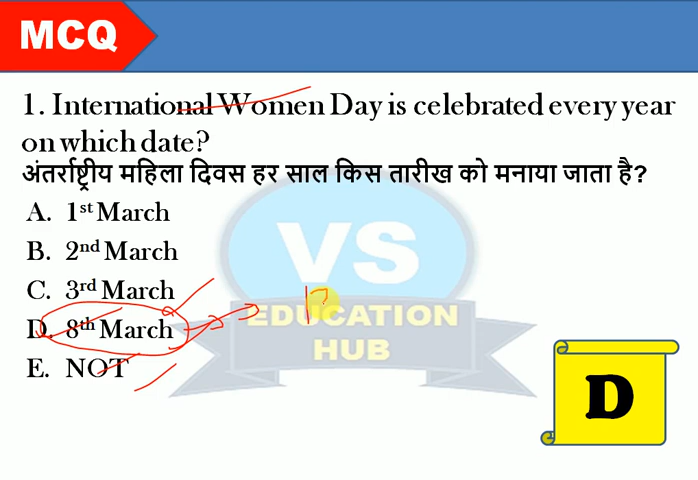 MCQ
1. International Women Day is celebrated every year
on which date?
अंतर्राष्ट्रीय महिला दिवस हर साल किस तारीख को मनाया जाता है?
A. 1st March
B. 2nd March
C. 3rd March
D. 8th March
E. NOT
VS
EDUCATION
HUB
D